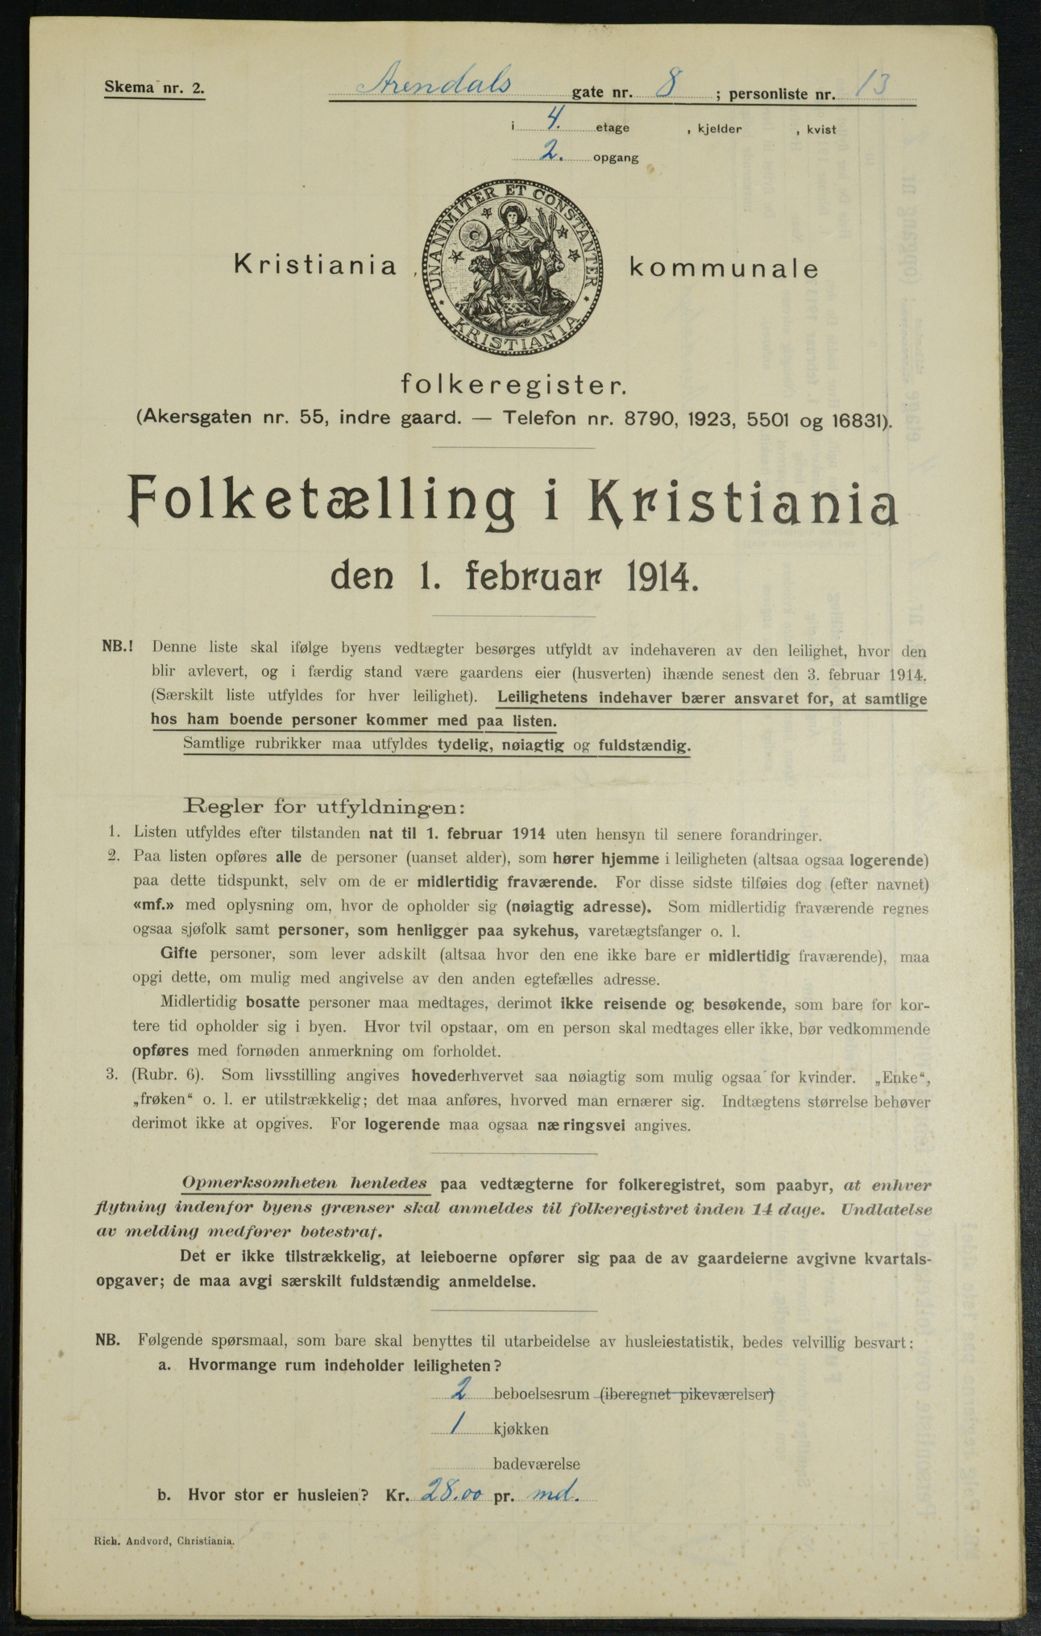 Skema nr. 2.
Arendals gate nr. 8 ; personliste nr. 13
i 4. etage , kjelder , kvist
2. opgang
Kristiania kommunale
UNANIMITER ET CONSTANTER
KRISTIANIA
folkeregister.
(Akersgaten nr. 55, indre gaard. — Telefon nr. 8790, 1923, 5501 og 16831).
Folketælling i Kristiania
den 1. februar 1914.
NB.! Denne liste skal ifølge byens vedtægter besørges utfyldt av indehaveren av den leilighet, hvor den
blir avlevert, og i færdig stand være gaardens eier (husverten) ihænde senest den 3. februar 1914.
(Særskilt liste utfyldes for hver leilighet). Leilighetens indehaver bærer ansvaret for, at samtlige
hos ham boende personer kommer med paa listen.
Samtlige rubrikker maa utfyldes tydelig, nøiagtig og fuldstændig.
Regler for utfyldningen:
1. Listen utfyldes efter tilstanden nat til 1. februar 1914 uten hensyn til senere forandringer.
2. Paa listen opføres alle de personer (uanset alder), som hører hjemme i leiligheten (altsaa ogsaa logerende)
paa dette tidspunkt, selv om de er midlertidig fraværende. For disse sidste tilføies dog (efter navnet)
«mf.» med oplysning om, hvor de opholder sig (nøiagtig adresse). Som midlertidig fraværende regnes
ogsaa sjøfolk samt personer, som henligger paa sykehus, varetægtsfanger o. l.
Gifte personer, som lever adskilt (altsaa hvor den ene ikke bare er midlertidig fraværende), maa
opgi dette, om mulig med angivelse av den anden egtefælles adresse.
Midlertidig bosatte personer maa medtages, derimot ikke reisende og besøkende, som bare for kor-
tere tid opholder sig i byen. Hvor tvil opstaar, om en person skal medtages eller ikke, bør vedkommende
opføres med fornøden anmerkning om forholdet.
3. (Rubr. 6). Som livsstilling angives hovederhvervet saa nøiagtig som mulig ogsaa for kvinder. „Enke“,
„frøken“ o. l. er utilstrækkelig; det maa anføres, hvorved man ernærer sig. Indtægtens størrelse behøver
derimot ikke at opgives. For logerende maa ogsaa næringsvei angives.
Opmerksomheten henledes paa vedtægterne for folkeregistret, som paabyr, at enhver
flytning indenfor byens grænser skal anmeldes til folkeregistret inden 14 dage. Undlatelse
av melding medfører bøtestraf.
Det er ikke tilstrækkelig, at leieboerne opfører sig paa de av gaardeierne avgivne kvartals-
opgaver; de maa avgi særskilt fuldstændig anmeldelse.
NB. Følgende spørsmaal, som bare skal benyttes til utarbeidelse av husleiestatistik, bedes velvillig besvart:
a. Hvormange rum indeholder leiligheten?
2 beboelsesrum (iberegnet pikeværelser)
1 kjøkken
badeværelse
b. Hvor stor er husleien? Kr. 28.00 pr. md.
Rich. Andvord, Christiania.